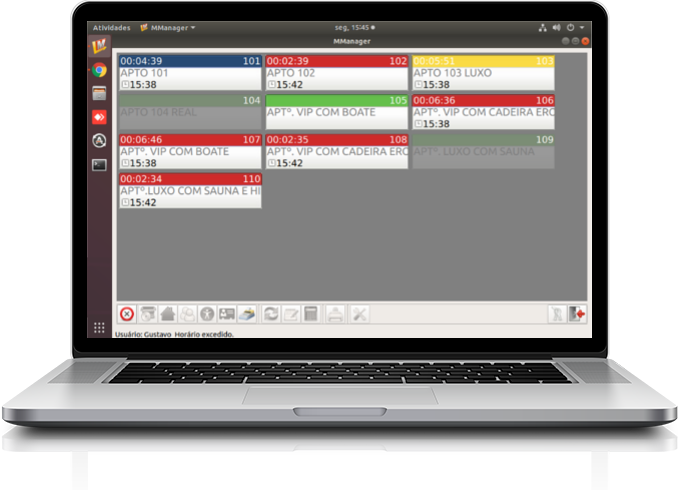 Atividades MManager seg, 15:45
MManager
00:04:39 101
APTO 101
15:38
00:02:39 102
APTO 102
15:42
00:05:51 103
APTO 103 LUXO
15:38
104
APTO 104 REAL
105
APTº. VIP COM BOATE
00:06:36 106
APTº. VIP COM CADEIRA ERO
15:38
00:06:46 107
APTº. VIP COM BOATE
15:38
00:02:35 108
APTº. VIP COM CADEIRA ERO
15:42
109
APTº. LUXO COM SAUNA
00:02:34 110
APTº.LUXO COM SAUNA E HI
15:42
Usuário: Gustavo Horário excedido.